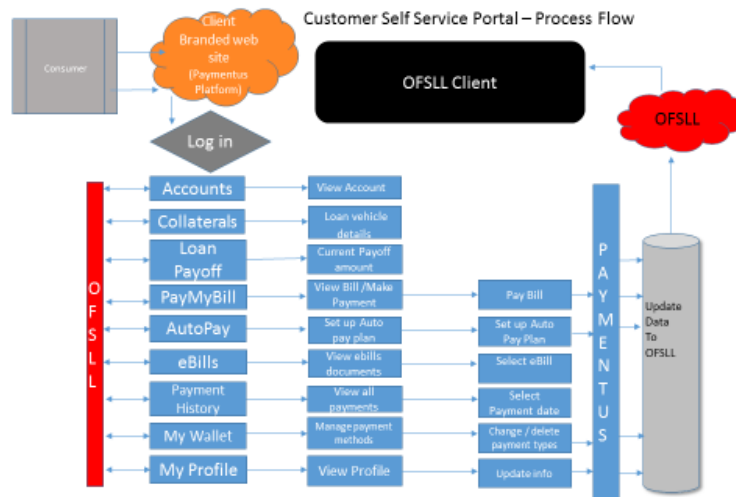 Customer Self Service Portal – Process Flow
Client
Branded web
site
(Paymentus
Platform)
Consumer
OFSLL Client
OFSLL
Log in
OFSLL
Accounts
View Account
Collaterals
Loan vehicle
details
Loan
Payoff
Current Payoff
amount
PayMyBill
View Bill /Make
Payment
Pay Bill
AutoPay
Set up Auto
pay plan
Set up Auto
Pay Plan
eBills
View ebills
documents
Select eBill
Payment
History
View all
payments
Select
Payment date
My Wallet
Manage payment
methods
Change / delete
payment types
My Profile
View Profile
Update info
PAYMENTUS
Update
Data
To
OFSLL